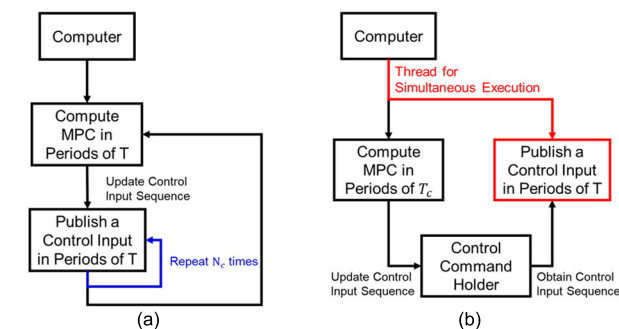 Computer
Compute
MPC in
Periods of T
Update Control
Input Sequence
Publish a
Control Input
in Periods of T
Repeat N_c times
(a)
Computer
Thread for
Simultaneous Execution
Compute
MPC in
Periods of T_c
Publish a
Control Input
in Periods of T
Control
Command
Holder
Update Control
Input Sequence
Obtain Control
Input Sequence
(b)